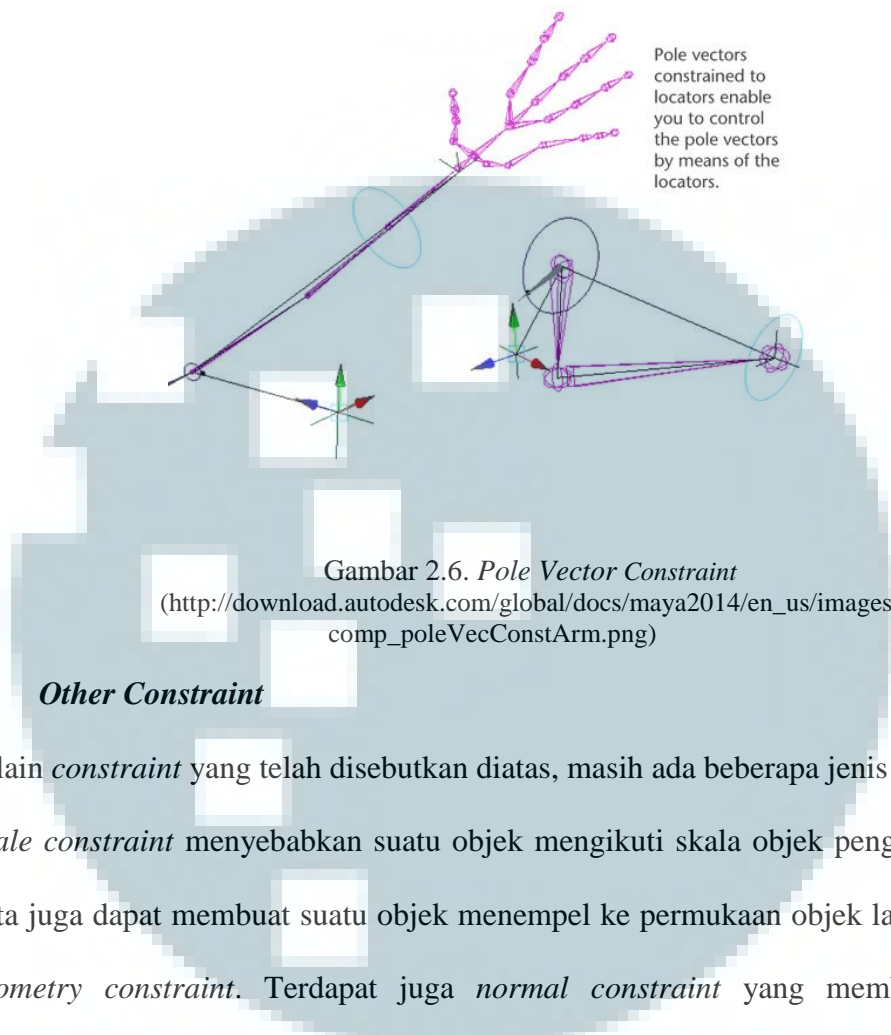 Pole vectors
constrained to
locators enable
you to control
the pole vectors
by means of the
locators.
Gambar 2.6. Pole Vector Constraint
(http://download.autodesk.com/global/docs/maya2014/en_us/images
comp_poleVecConstArm.png)
Other Constraint
lain constraint yang telah disebutkan diatas, masih ada beberapa jenis
ale constraint menyebabkan suatu objek mengikuti skala objek peng
ta juga dapat membuat suatu objek menempel ke permukaan objek la
ometry constraint. Terdapat juga normal constraint yang mem